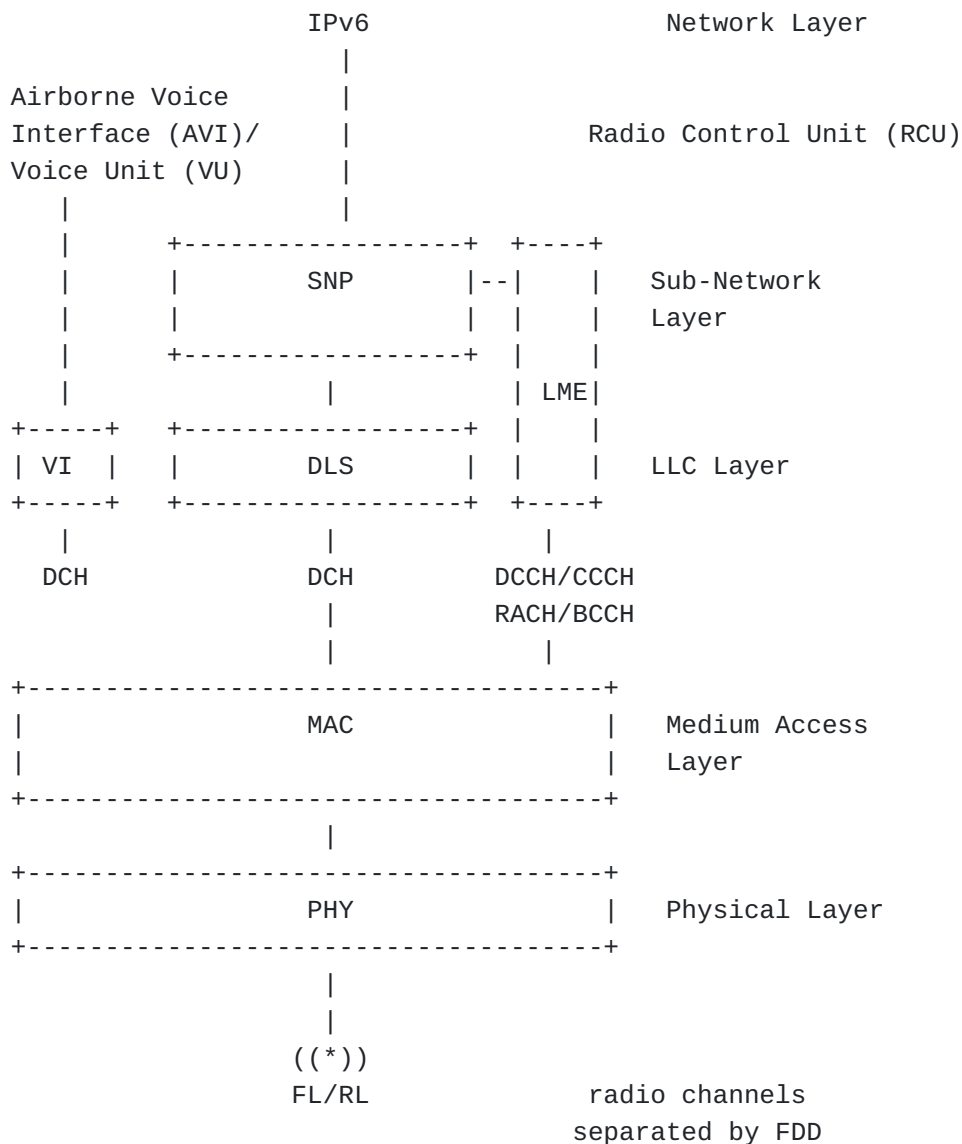 IPv6 Network Layer
Airborne Voice
Interface (AVI)/ Radio Control Unit (RCU)
Voice Unit (VU)
SNP Sub-Network
Layer
LME
VI DLS LLC Layer
DCH DCH DCCH/CCCH
RACH/BCCH
MAC Medium Access
Layer
PHY Physical Layer
((*))
FL/RL radio channels
separated by FDD